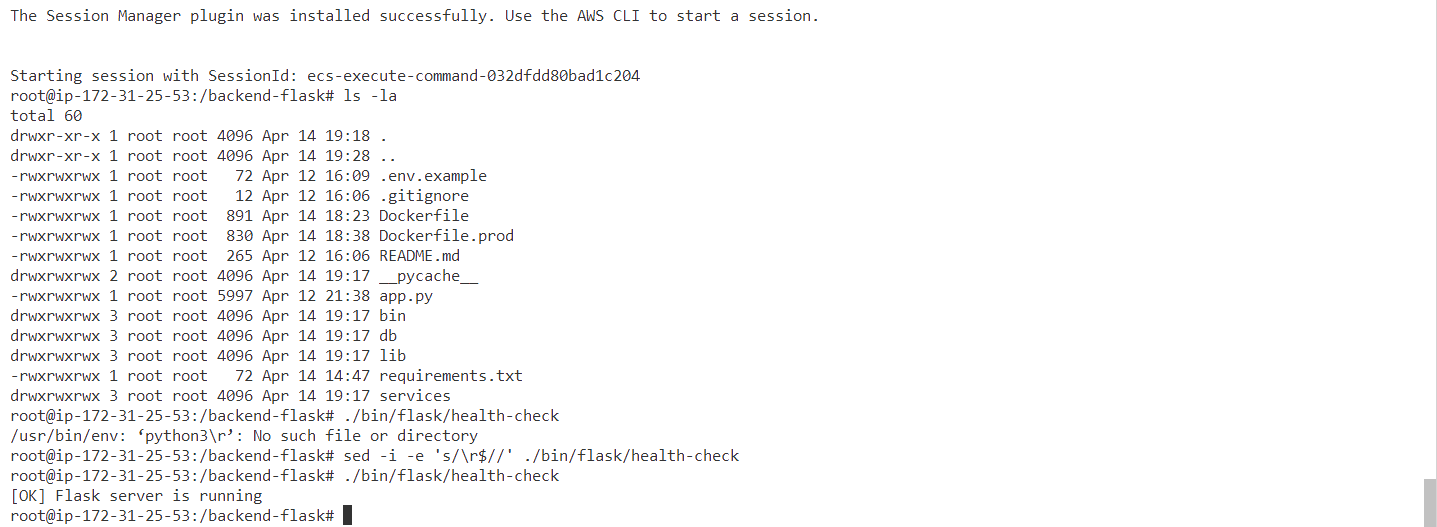 The Session Manager plugin was installed successfully. Use the AWS CLI to start a session.
Starting session with SessionId: ecs-execute-command-032dfdd80bad1c204
root@ip-172-31-25-53:/backend-flask# ls -la
total 60
drwxr-xr-x 1 root root 4096 Apr 14 19:18 .
drwxr-xr-x 1 root root 4096 Apr 14 19:28 ..
-rwxrwxrwx 1 root root   72 Apr 12 16:09 .env.example
-rwxrwxrwx 1 root root   12 Apr 12 16:06 .gitignore
-rwxrwxrwx 1 root root  891 Apr 14 18:23 Dockerfile
-rwxrwxrwx 1 root root  830 Apr 14 18:38 Dockerfile.prod
-rwxrwxrwx 1 root root  265 Apr 12 16:06 README.md
drwxrwxrwx 2 root root 4096 Apr 14 19:17 __pycache__
-rwxrwxrwx 1 root root 5997 Apr 12 21:38 app.py
drwxrwxrwx 3 root root 4096 Apr 14 19:17 bin
drwxrwxrwx 3 root root 4096 Apr 14 19:17 db
drwxrwxrwx 3 root root 4096 Apr 14 19:17 lib
-rwxrwxrwx 1 root root   72 Apr 14 14:47 requirements.txt
drwxrwxrwx 3 root root 4096 Apr 14 19:17 services
root@ip-172-31-25-53:/backend-flask# ./bin/flask/health-check
/usr/bin/env: ‘python3\r’: No such file or directory
root@ip-172-31-25-53:/backend-flask# sed -i -e 's/\r$//' ./bin/flask/health-check
root@ip-172-31-25-53:/backend-flask# ./bin/flask/health-check
[OK] Flask server is running
root@ip-172-31-25-53:/backend-flask#